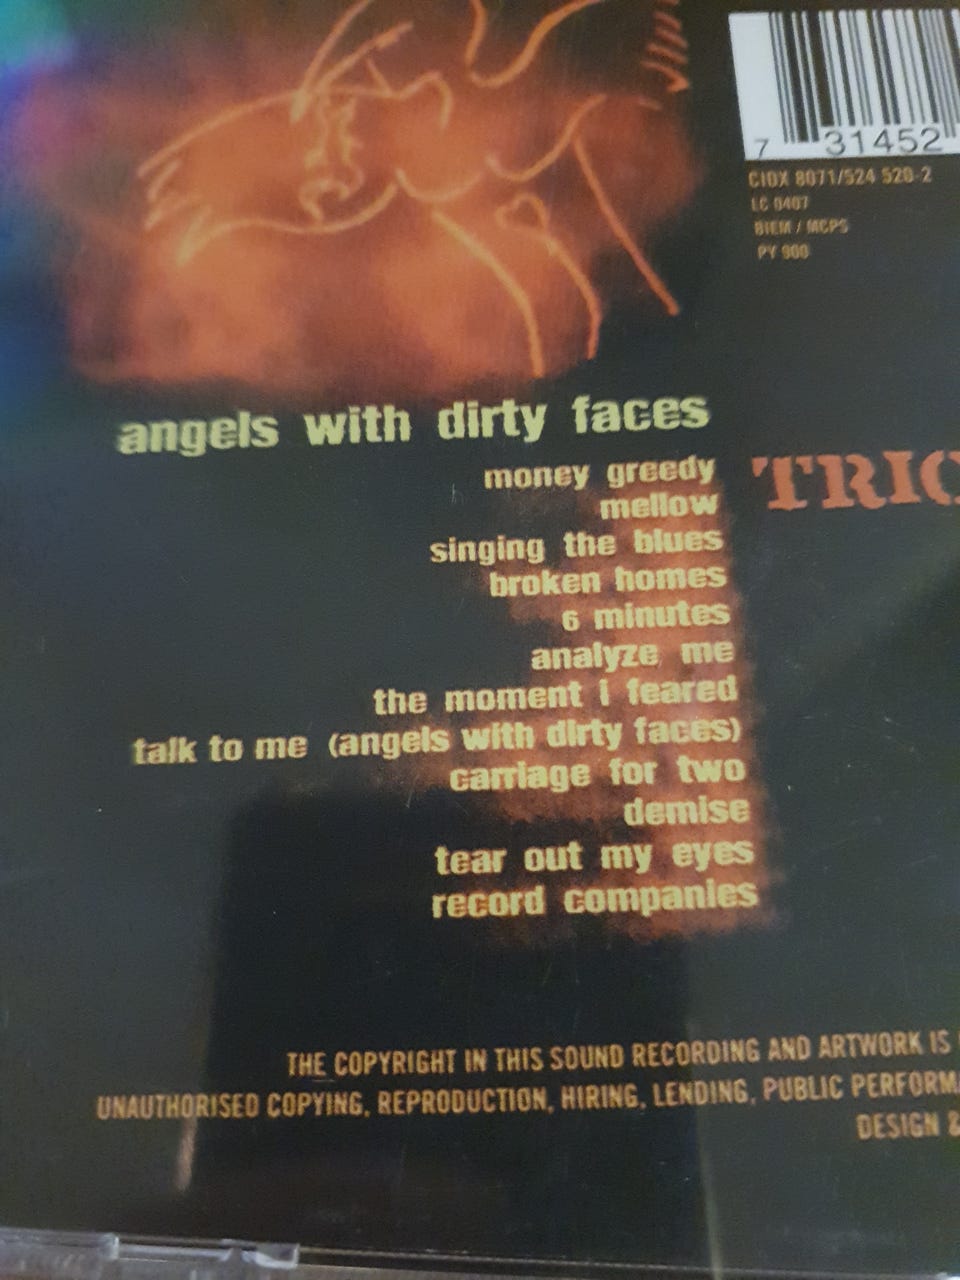 7 31452
CIDX 8071/524 520-2
LC 0407
BIEM / MCPS
PY 900
angels with dirty faces
money greedy
TRIC
mellow
singing the blues
broken homes
6 minutes
analyze me
the moment i feared
talk to me (angels with dirty faces)
carriage for two
demise
tear out my eyes
record companies
THE COPYRIGHT IN THIS SOUND RECORDING AND ARTWORK IS
UNAUTHORISED COPYING, REPRODUCTION, HIRING, LENDING, PUBLIC PERFORMA
DESIGN &